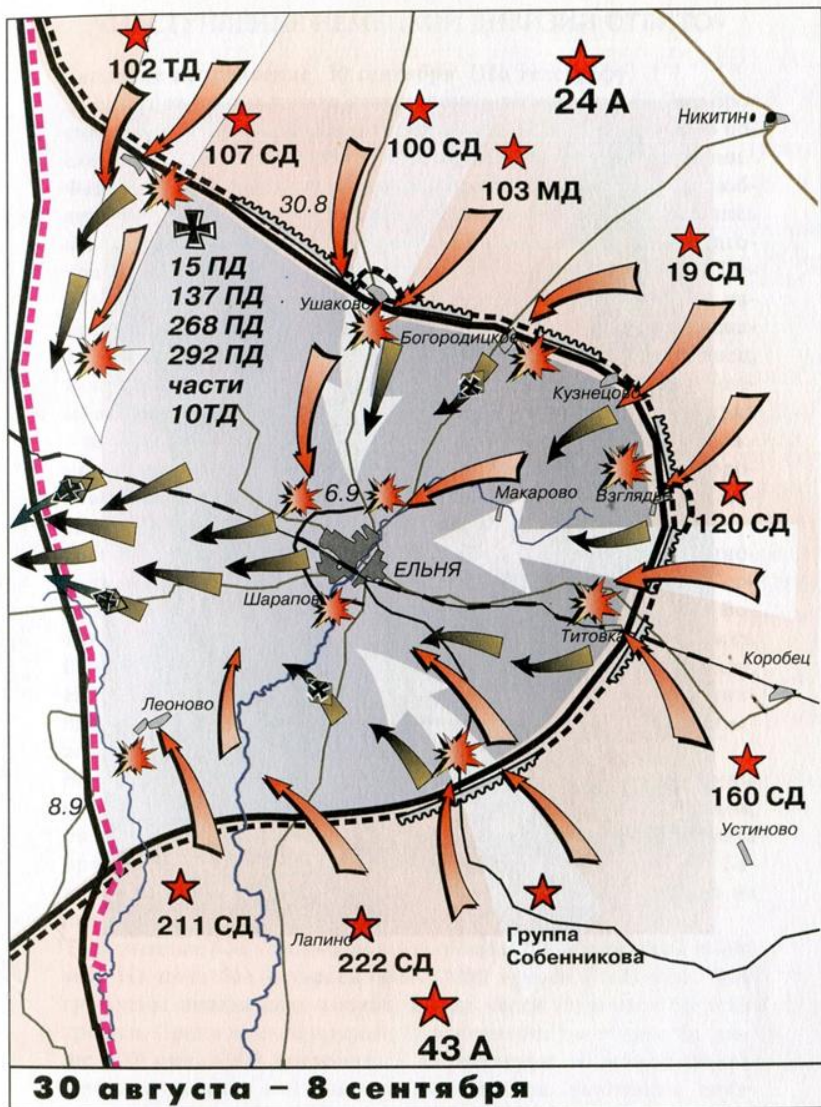 102 ТД
107 СД
100 СД
24 А
Никитин
103 МД
30.8
19 СД
15 ПД
137 ПД
268 ПД
292 ПД
части
10ТД
Ушаково
Богородицкое
Кузнецово
6.9
Макарово
Взглядье
120 СД
ЕЛЬНЯ
Шарапово
Титовка
Коробец
Леоново
8.9
160 СД
Устиново
211 СД
Лапино
222 СД
Группа
Собенникова
43 А
30 августа – 8 сентября